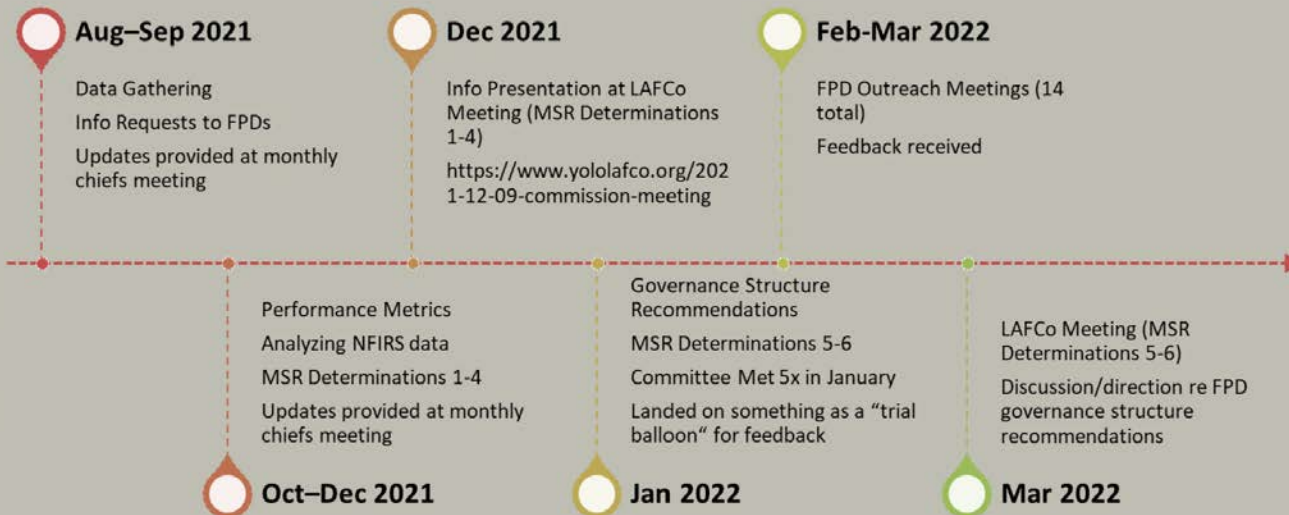 Aug–Sep 2021
Data Gathering
Info Requests to FPDs
Updates provided at monthly
chiefs meeting
Dec 2021
Info Presentation at LAFCo
Meeting (MSR Determinations
1-4)
https://www.yololafco.org/202
1-12-09-commission-meeting
Feb-Mar 2022
FPD Outreach Meetings (14
total)
Feedback received
Performance Metrics
Analyzing NFIRS data
MSR Determinations 1-4
Updates provided at monthly
chiefs meeting
Oct–Dec 2021
Governance Structure
Recommendations
MSR Determinations 5-6
Committee Met 5x in January
Landed on something as a “trial
balloon“ for feedback
Jan 2022
LAFCo Meeting (MSR
Determinations 5-6)
Discussion/direction re FPD
governance structure
recommendations
Mar 2022